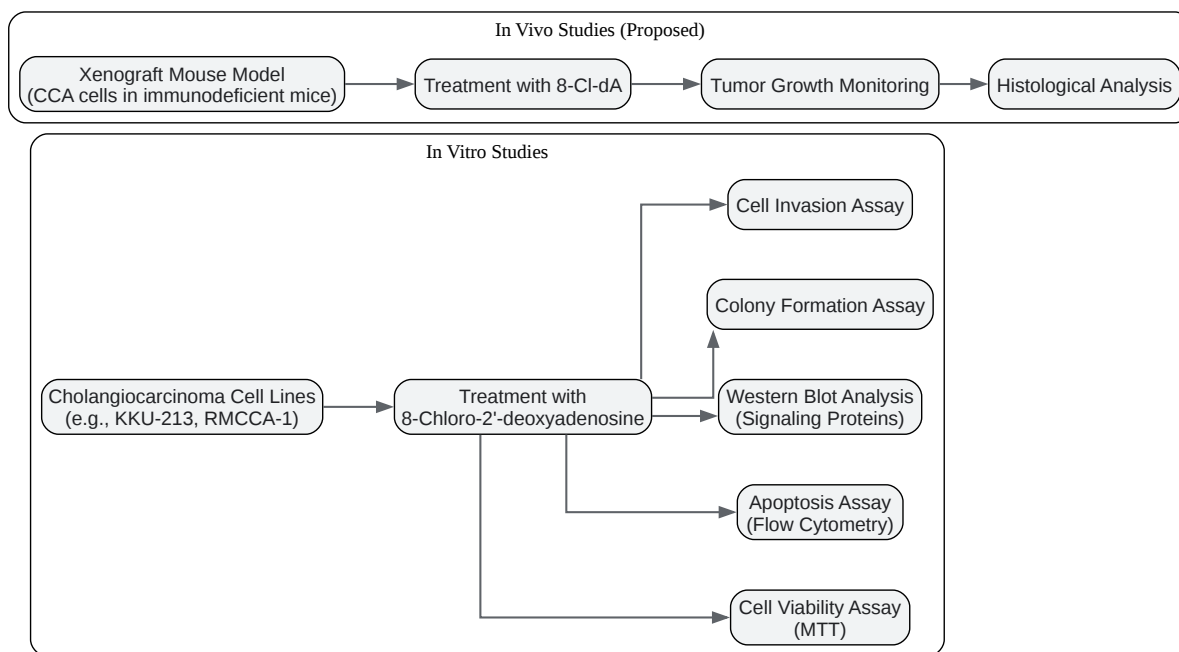 In Vivo Studies (Proposed)
Xenograft Mouse Model
(CCA cells in immunodeficient mice)
Treatment with 8-Cl-dA
Tumor Growth Monitoring
Histological Analysis
In Vitro Studies
Cell Invasion Assay
Colony Formation Assay
Cholangiocarcinoma Cell Lines
(e.g., KKU-213, RMCCA-1)
Treatment with
8-Chloro-2'-deoxyadenosine
Western Blot Analysis
(Signaling Proteins)
Apoptosis Assay
(Flow Cytometry)
Cell Viability Assay
(MTT)